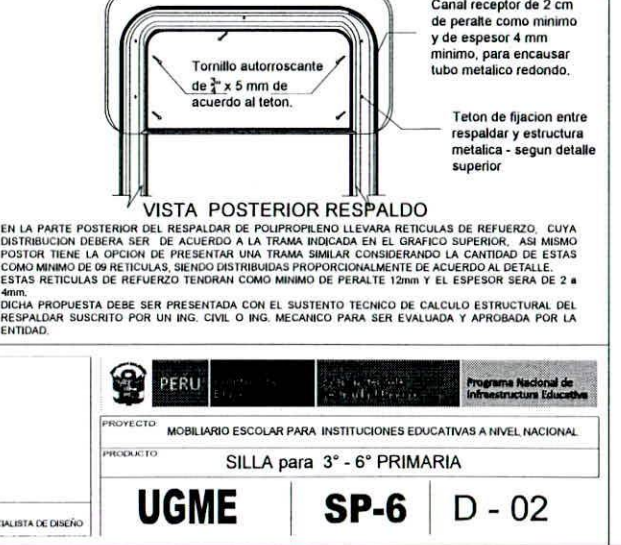 Canal receptor de 2 cm
de peralte como minimo
y de espesor 4 mm
minimo, para encausar
tubo metalico redondo.
Tornillo autorroscante
de ¾" x 5 mm de
acuerdo al teton.
Teton de fijacion entre
respaldar y estructura
metalica - segun detalle
superior
VISTA POSTERIOR RESPALDO
EN LA PARTE POSTERIOR DEL RESPALDAR DE POLIPROPILENO LLEVARA RETICULAS DE REFUERZO, CUYA
DISTRIBUCION DEBERA SER DE ACUERDO A LA TRAMA INDICADA EN EL GRAFICO SUPERIOR, ASI MISMO
POSTOR TIENE LA OPCION DE PRESENTAR UNA TRAMA SIMILAR CONSIDERANDO LA CANTIDAD DE ESTAS
COMO MINIMO DE 09 RETICULAS, SIENDO DISTRIBUIDAS PROPORCIONALMENTE DE ACUERDO AL DETALLE.
ESTAS RETICULAS DE REFUERZO TENDRAN COMO MINIMO DE PERALTE 12mm Y EL ESPESOR SERA DE 2 a
4mm.
DICHA PROPUESTA DEBE SER PRESENTADA CON EL SUSTENTO TECNICO DE CALCULO ESTRUCTURAL DEL
RESPALDAR SUSCRITO POR UN ING. CIVIL O ING. MECANICO PARA SER EVALUADA Y APROBADA POR LA
ENTIDAD.
PERU
Programa Nacional de
Infraestructura Educativa
PROYECTO MOBILIARIO ESCOLAR PARA INSTITUCIONES EDUCATIVAS A NIVEL NACIONAL
PRODUCTO SILLA para 3° - 6° PRIMARIA
UGME SP-6 D - 02
IALISTA DE DISEÑO